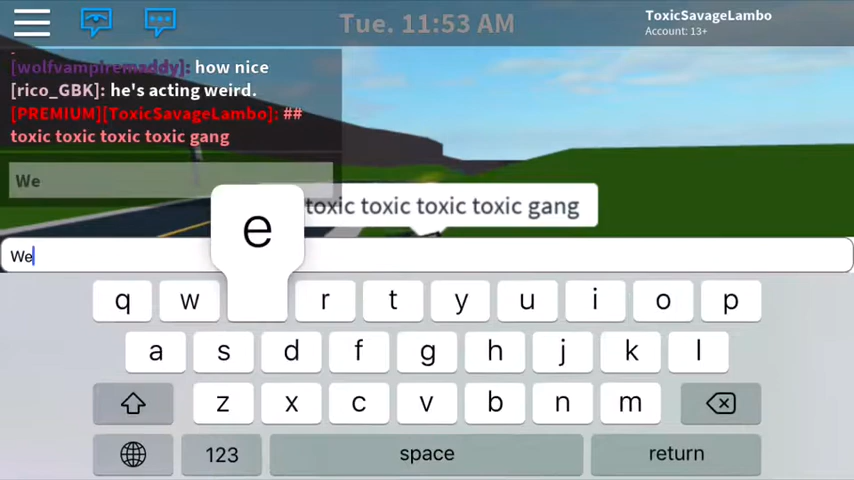 Tue. 11:53 AM
ToxicSavageLambo
Account: 13+
[wolfvampiremaddy]: how nice
[rico_GBK]: he's acting weird.
[PREMIUM][ToxicSavageLambo]: ##
toxic toxic toxic toxic gang
We
toxic toxic toxic toxic gang
e
We
q w r t y u i o p
a s d f g h j k l
z x c v b n m
123 space return